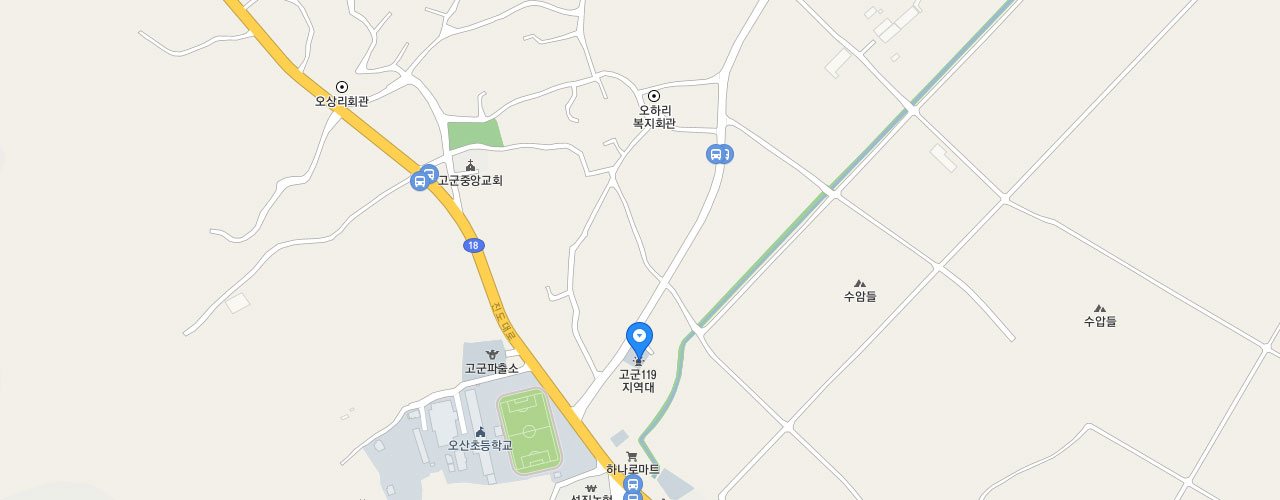 오상리회관
오하리
복지회관
고군중앙교회
18
수암들
수압들
진도대로
고군파출소
고군119
지역대
오산초등학교
하나로마트